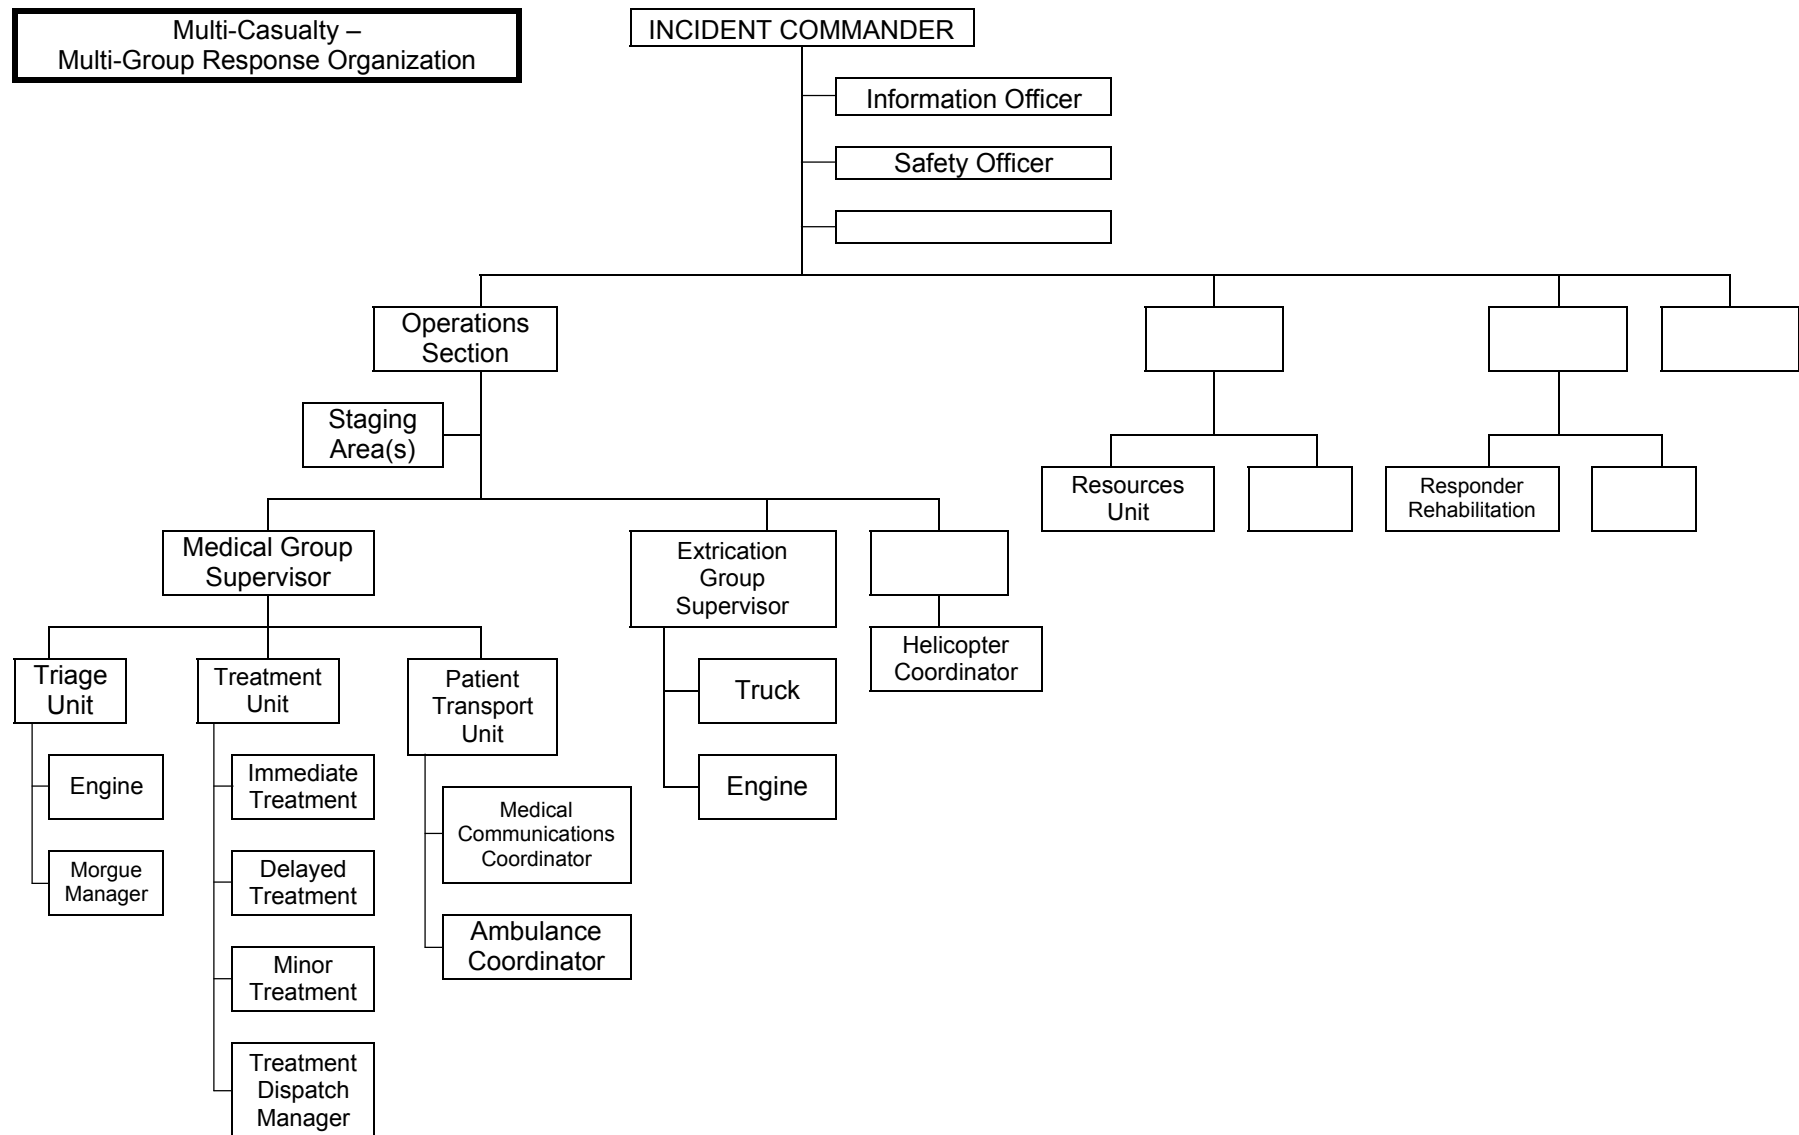 Multi-Casualty –
Multi-Group Response Organization
INCIDENT COMMANDER
Information Officer
Safety Officer
Operations
Section
Staging
Area(s)
Resources
Unit
Responder
Rehabilitation
Medical Group
Supervisor
Extrication
Group
Supervisor
Helicopter
Coordinator
Triage
Unit
Treatment
Unit
Patient
Transport
Unit
Truck
Engine
Engine
Morgue
Manager
Immediate
Treatment
Delayed
Treatment
Minor
Treatment
Treatment
Dispatch
Manager
Medical
Communications
Coordinator
Ambulance
Coordinator